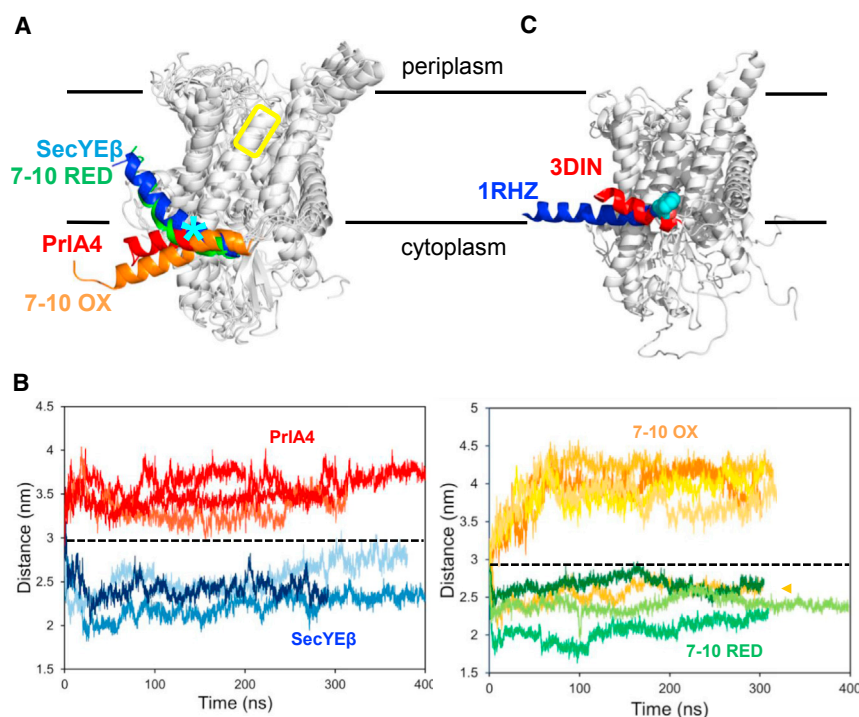 A
C
periplasm
SecYEβ
7-10 RED
3DIN
1RHZ
*
PrlA4
cytoplasm
7-10 OX
B
4.5
4
3.5
3
2.5
2
1.5
Distance (nm)
PrlA4
SecYEβ
0
100
200
300
400
Time (ns)
5
4.5
4
3.5
3
2.5
2
1.5
Distance (nm)
7-10 OX
7-10 RED
0
100
200
300
400
Time (ns)